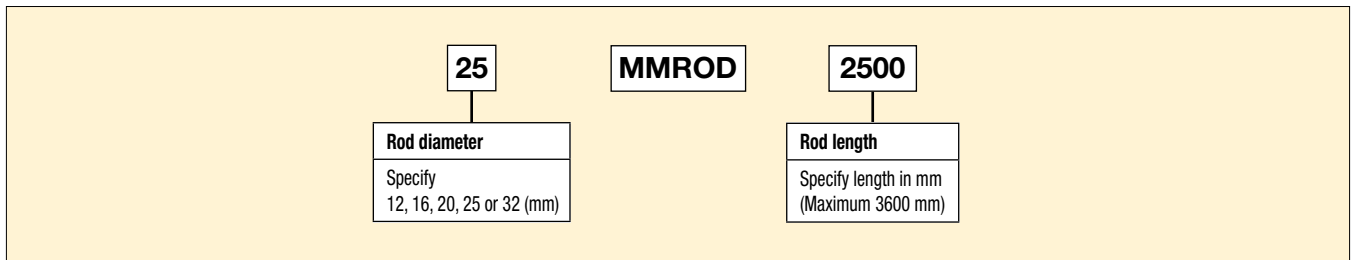 25 MMROD 2500
Rod diameter
Specify
12, 16, 20, 25 or 32 (mm)
Rod length
Specify length in mm
(Maximum 3600 mm)